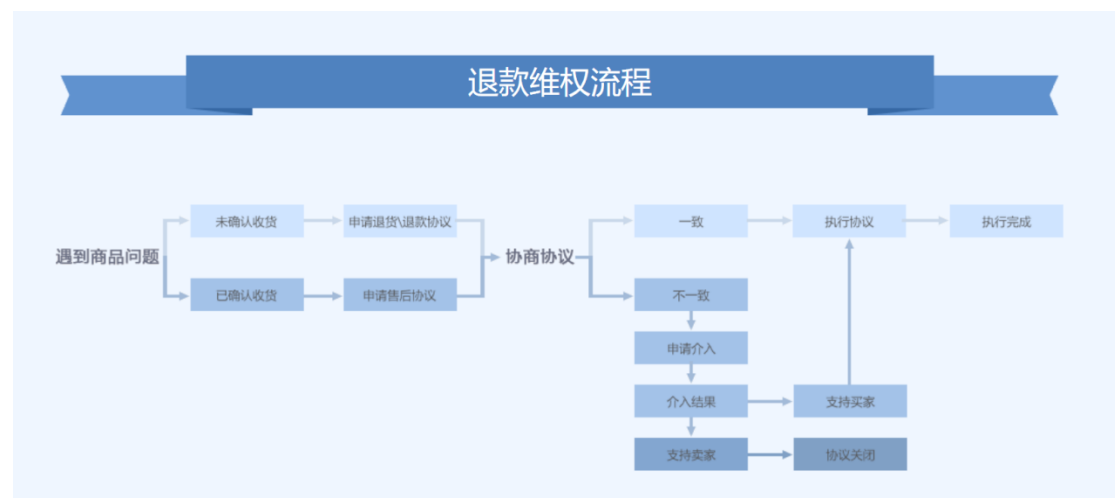 退款维权流程
未确认收货
申请退货\退款协议
一致
执行协议
执行完成
遇到商品问题
协商协议
已确认收货
申请售后协议
不一致
申请介入
介入结果
支持买家
支持卖家
协议关闭